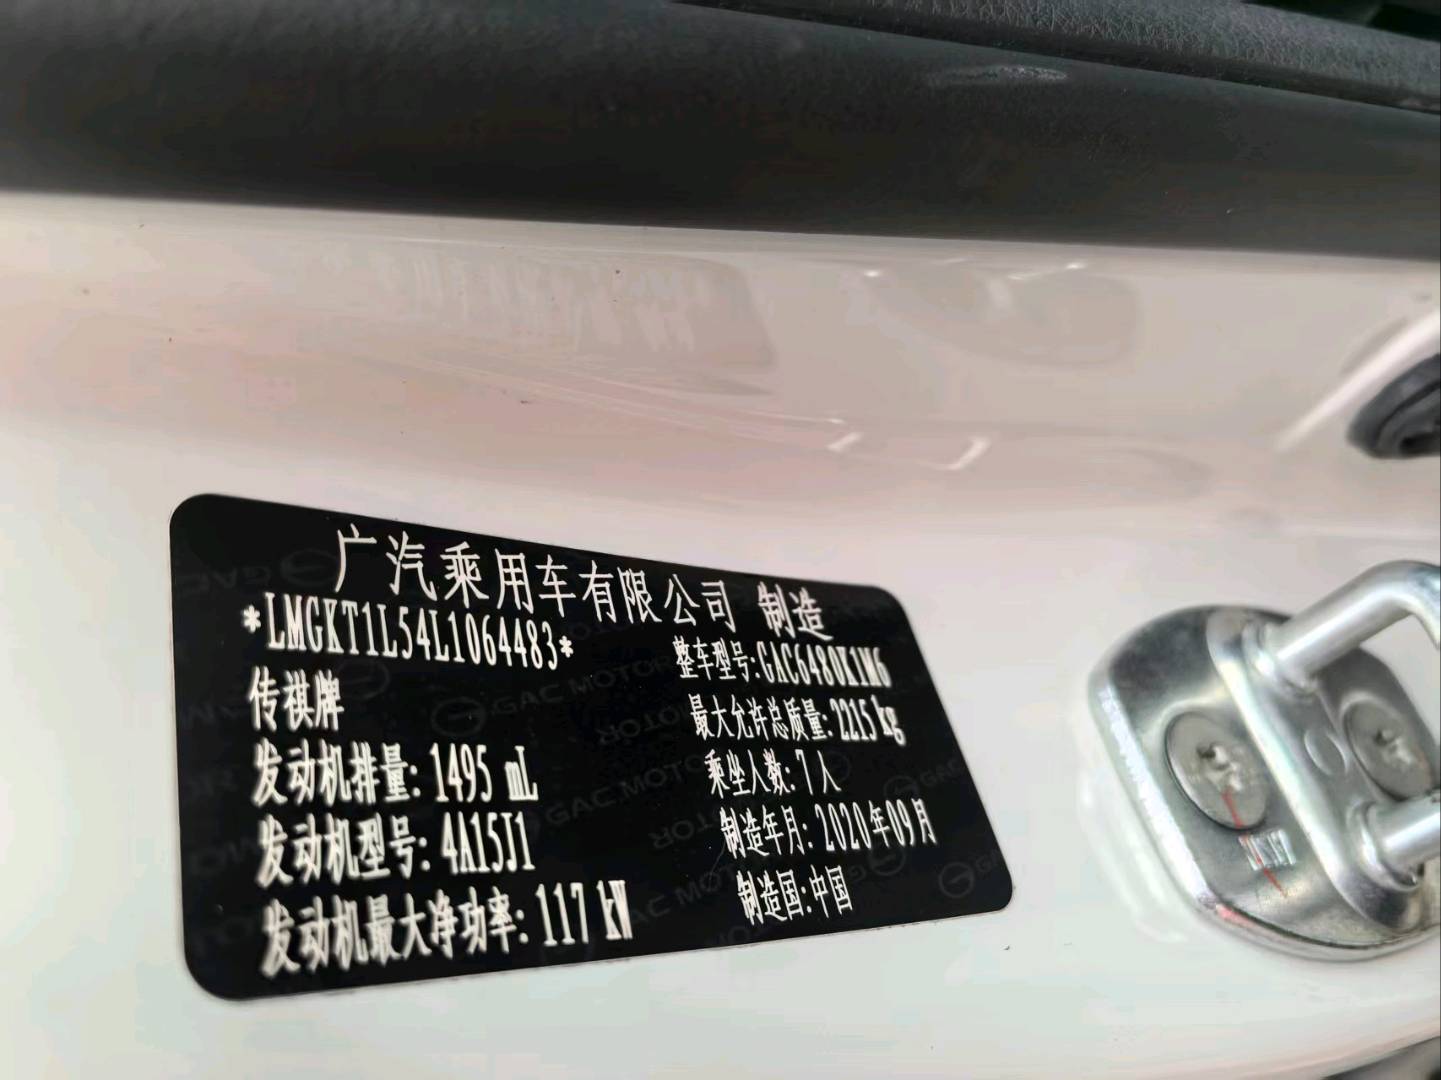 广汽乘用车有限公司 制造
*LMGKT1L54L1064483*
整车型号:GAC6480K1M6
传祺牌
最大允许总质量:2215 kg
发动机排量:1495 mL
乘坐人数:7人
发动机型号:4A15J1
制造年月:2020年09月
发动机最大净功率:117 kW
制造国:中国
GAC MOTOR